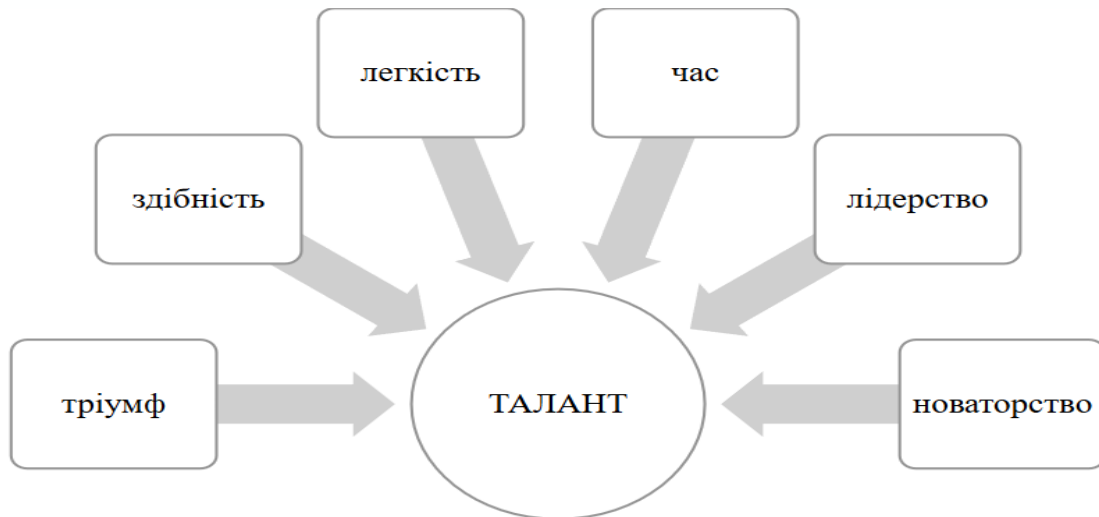 легкість
час
здібність
лідерство
тріумф
ТАЛАНТ
новаторство